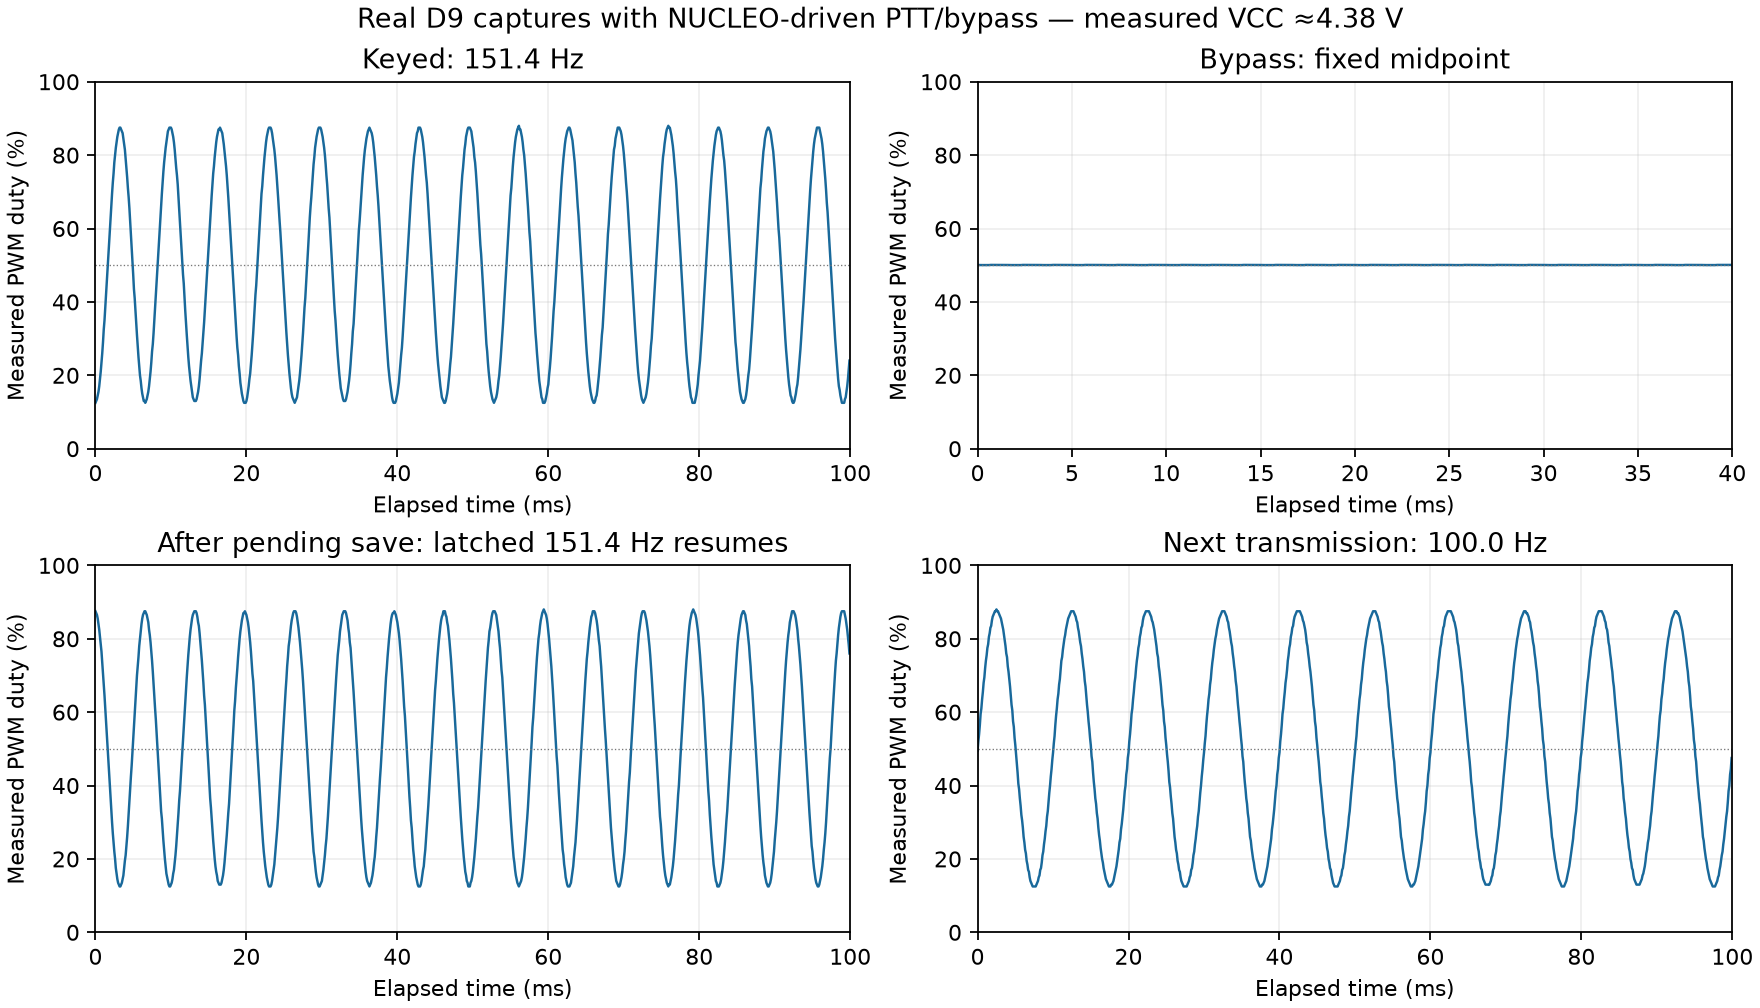 Real D9 captures with NUCLEO-driven PTT/bypass — measured VCC ≈4.38 V
Keyed: 151.4 Hz
Measured PWM duty (%)
100
80
60
40
20
0
0 20 40 60 80 100
Elapsed time (ms)
Bypass: fixed midpoint
Measured PWM duty (%)
100
80
60
40
20
0
0 5 10 15 20 25 30 35 40
Elapsed time (ms)
After pending save: latched 151.4 Hz resumes
Measured PWM duty (%)
100
80
60
40
20
0
0 20 40 60 80 100
Elapsed time (ms)
Next transmission: 100.0 Hz
Measured PWM duty (%)
100
80
60
40
20
0
0 20 40 60 80 100
Elapsed time (ms)